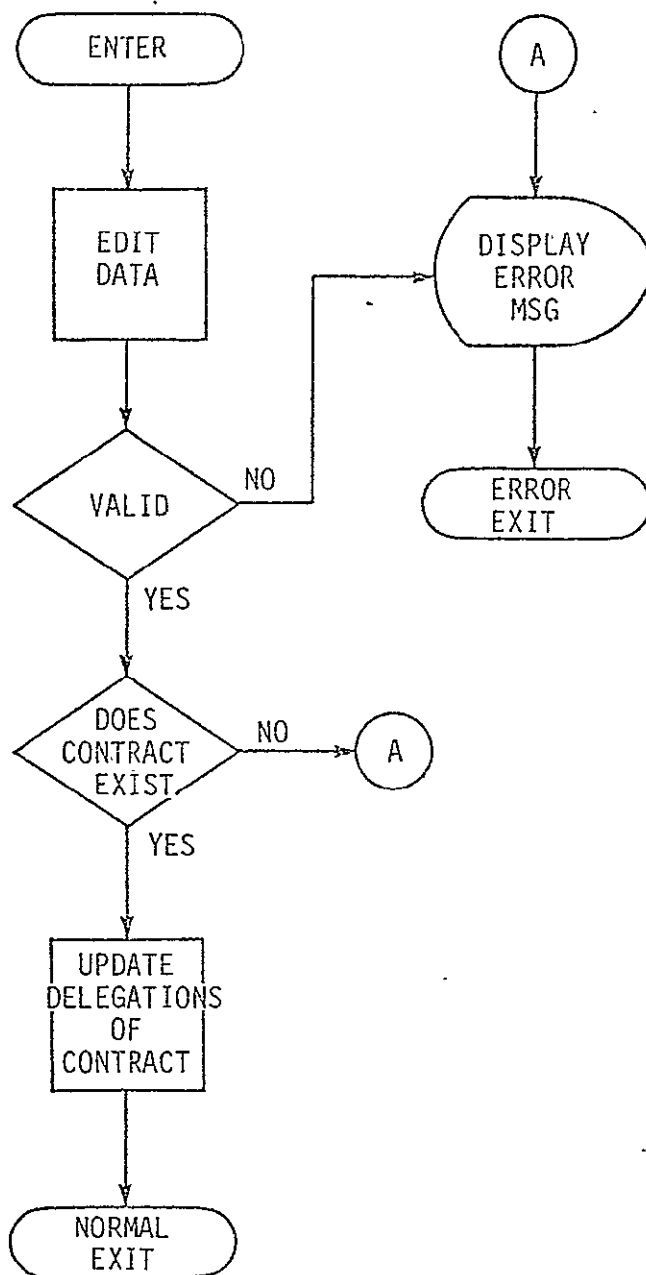 ENTER
A
EDIT
DATA
DISPLAY
ERROR
MSG
VALID
NO
ERROR
EXIT
YES
DOES
CONTRACT
EXIST
NO
A
YES
UPDATE
DELEGATIONS
OF
CONTRACT
NORMAL
EXIT